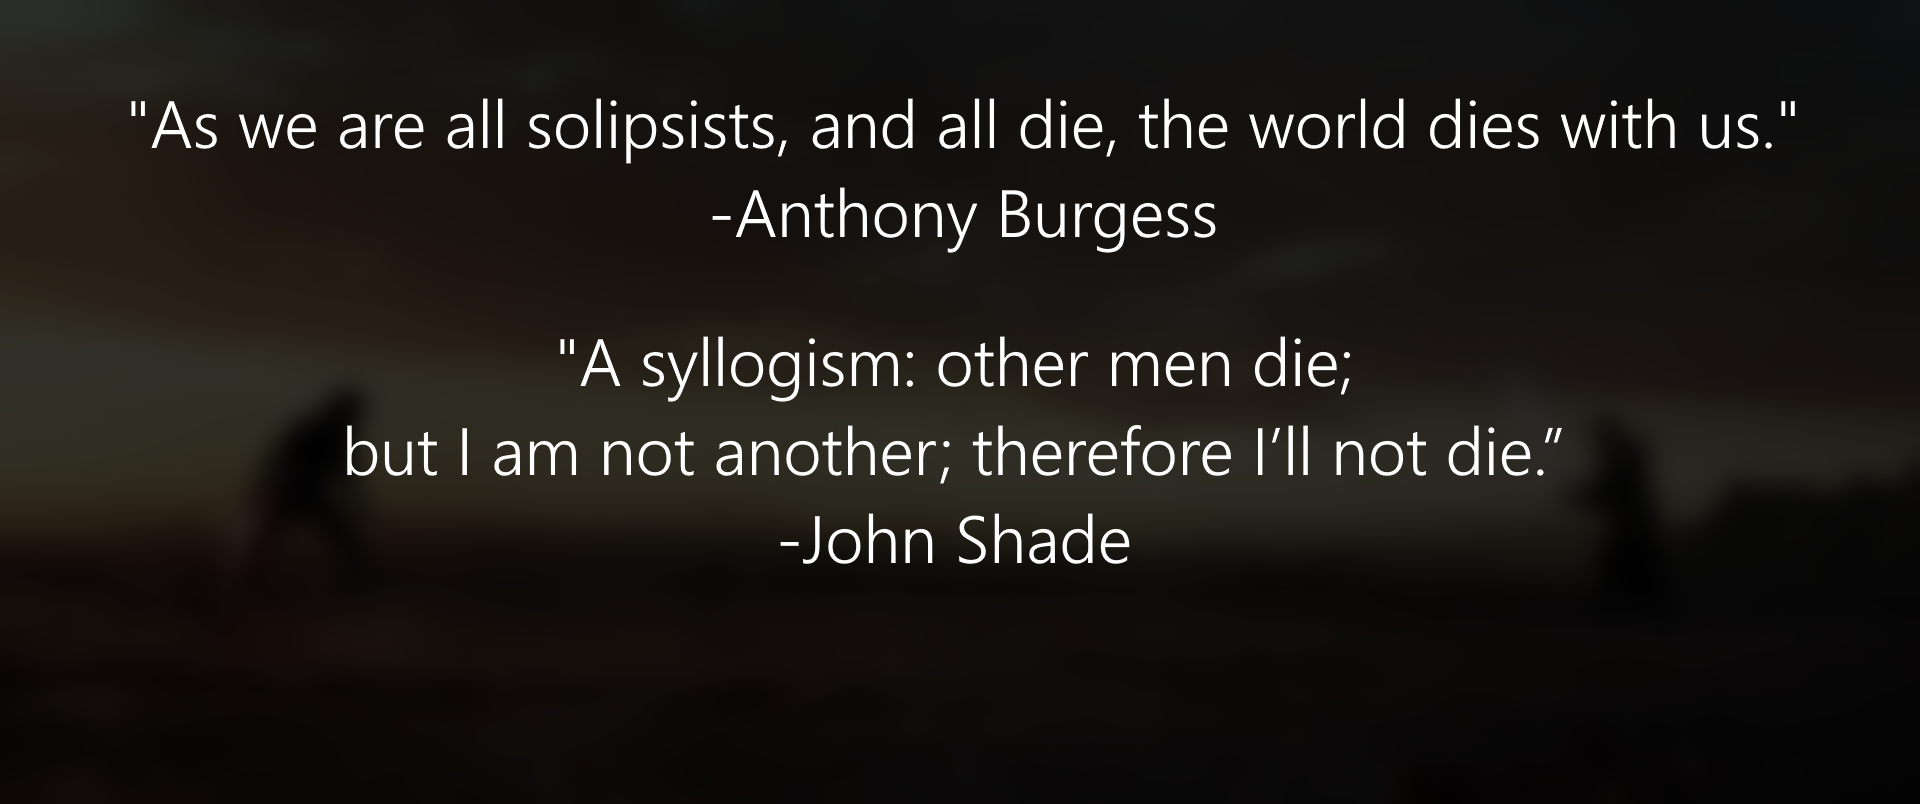 "As we are all solipsists, and all die, the world dies with us."
-Anthony Burgess
"A syllogism: other men die;
but I am not another; therefore I’ll not die.”
-John Shade